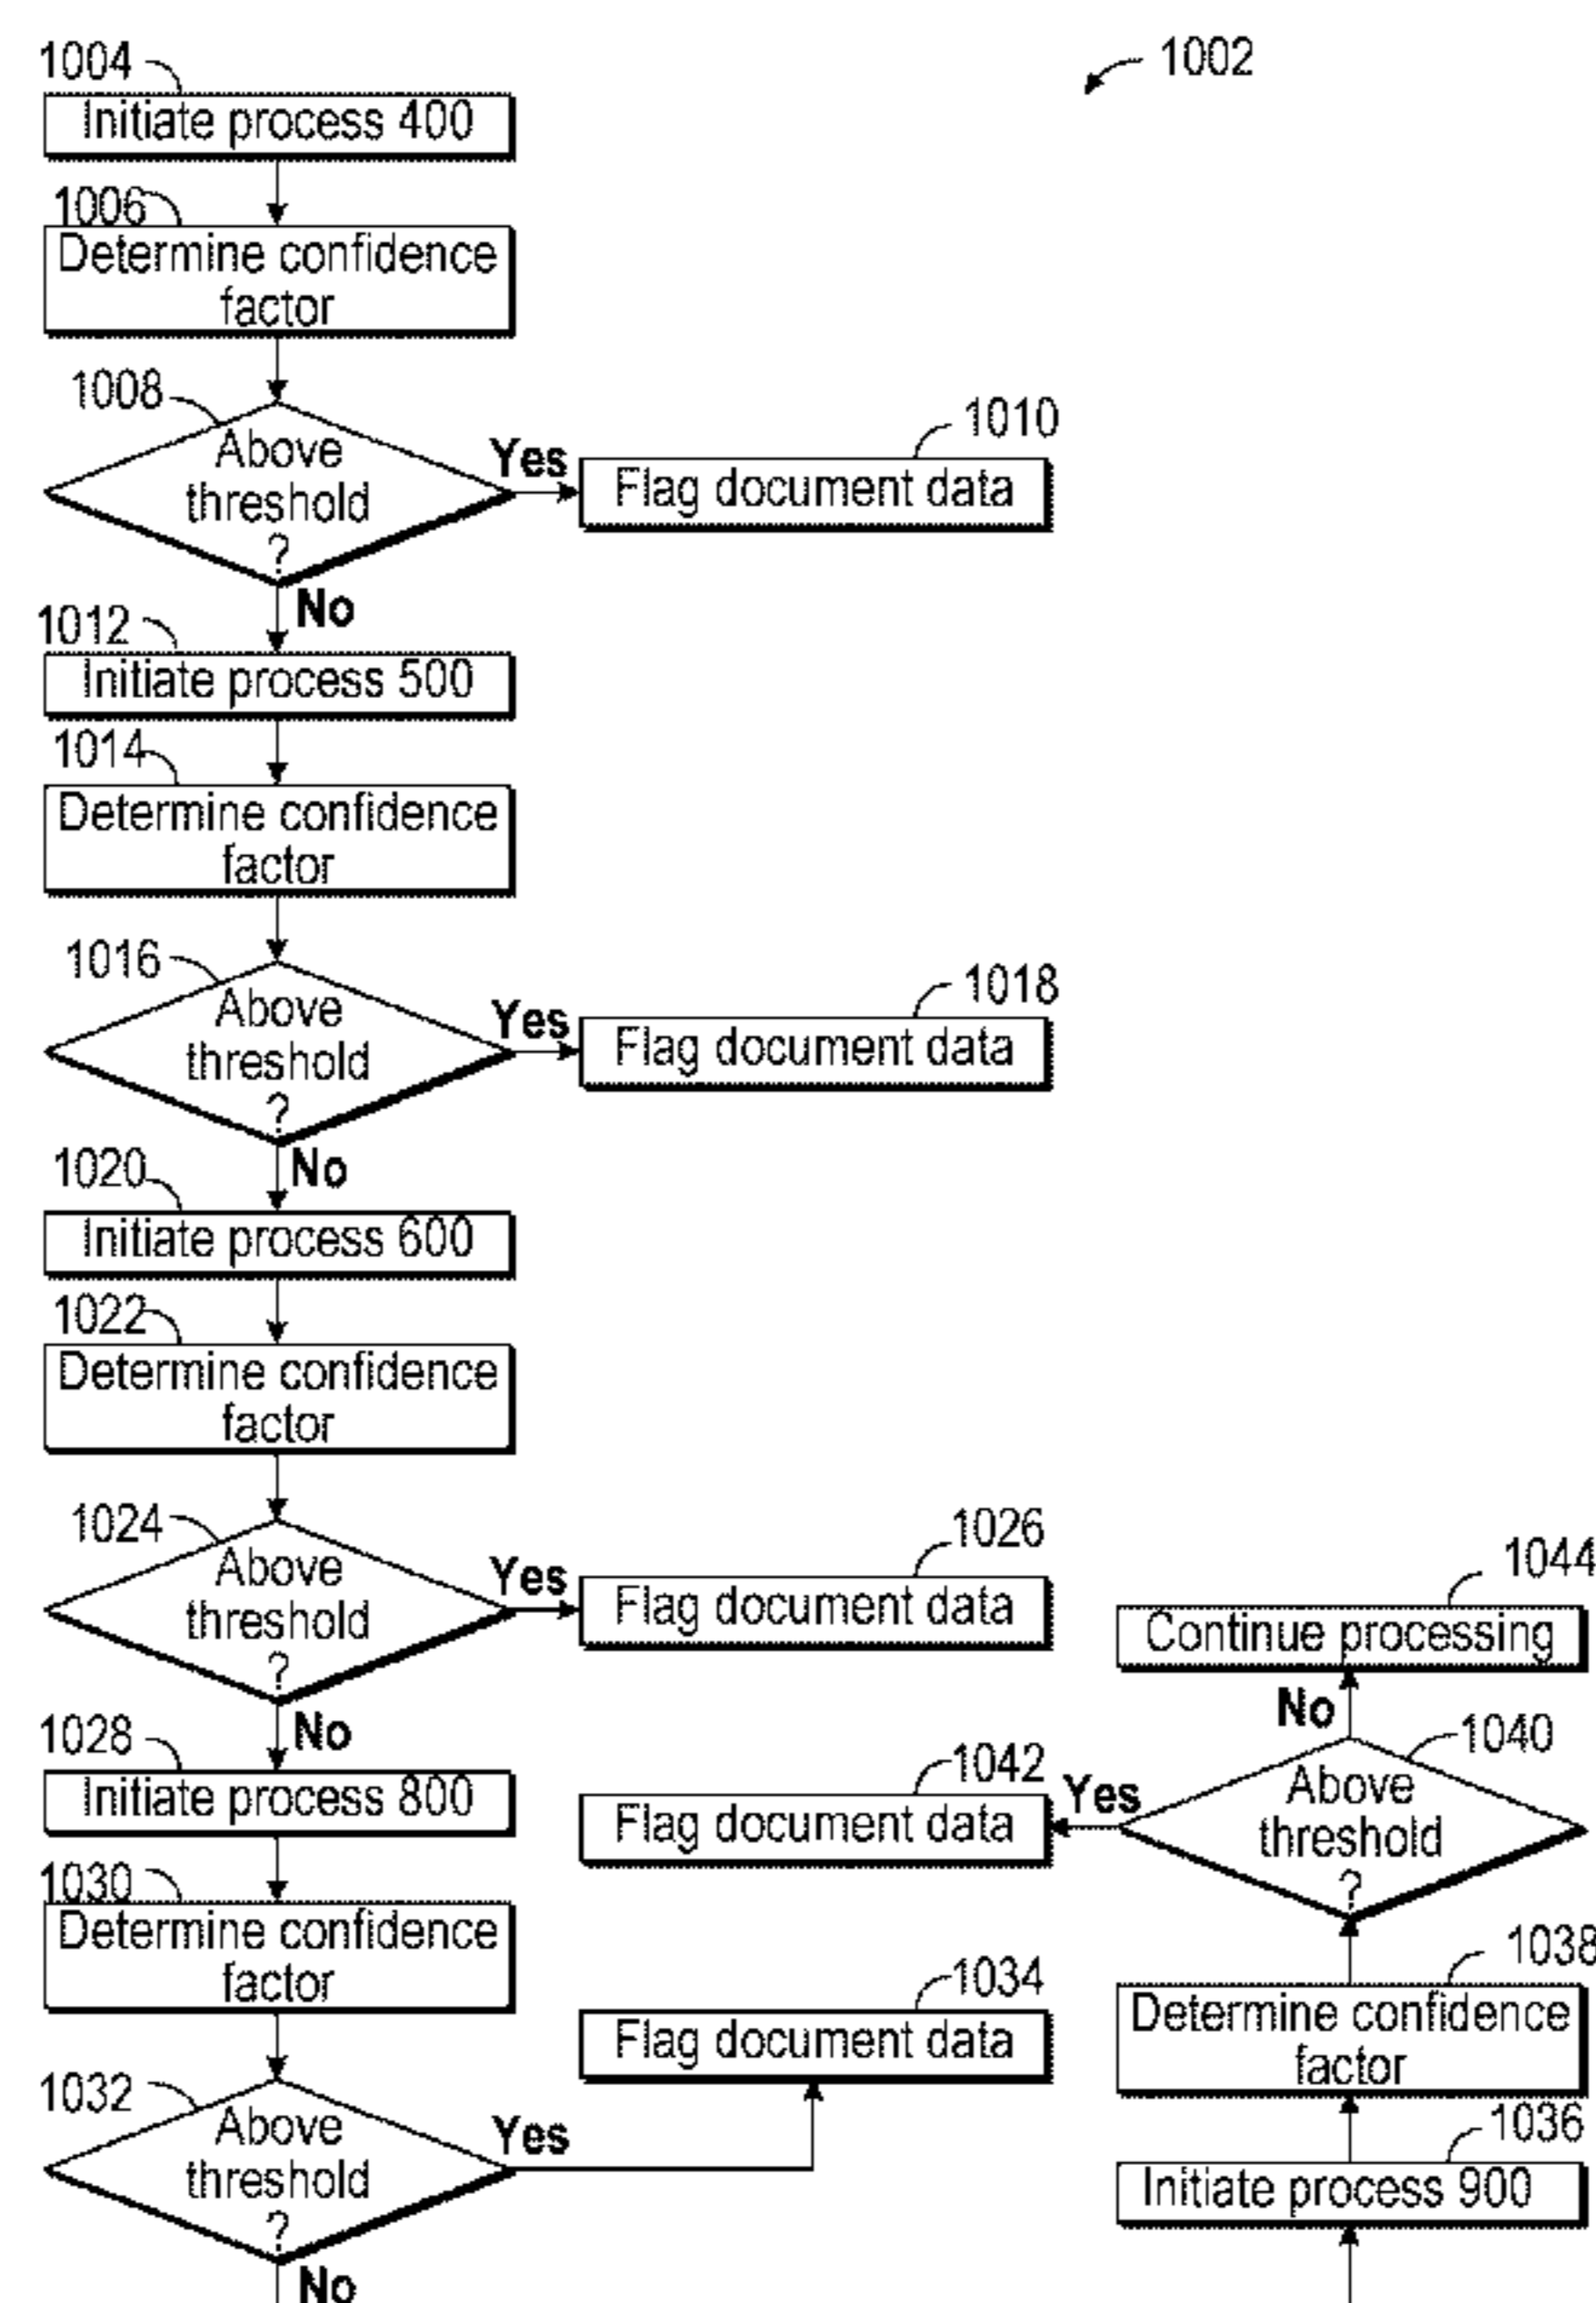 1002
1004
Initiate process 400
1006
Determine confidence
factor
1008
Above
threshold
?
Yes
1010
Flag document data
No
1012
Initiate process 500
1014
Determine confidence
factor
1016
Above
threshold
?
Yes
1018
Flag document data
No
1020
Initiate process 600
1022
Determine confidence
factor
1024
Above
threshold
?
Yes
1026
Flag document data
No
1028
Initiate process 800
1030
Determine confidence
factor
1032
Above
threshold
?
Yes
1034
Flag document data
No
1036
Initiate process 900
1038
Determine confidence
factor
1040
Above
threshold
?
Yes
1042
Flag document data
No
1044
Continue processing